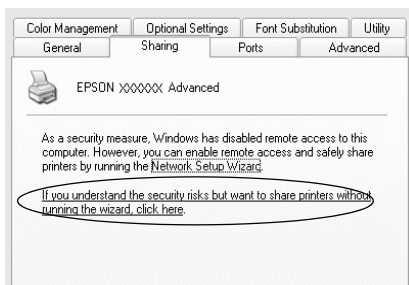 Color Management Optional Settings Font Substitution Utility
General Sharing Ports Advanced
EPSON XXXXXX Advanced
As a security measure, Windows has disabled remote access to this
computer. However, you can enable remote access and safely share
printers by running the Network Setup Wizard.
If you understand the security risks but want to share printers without
running the wizard, click here.